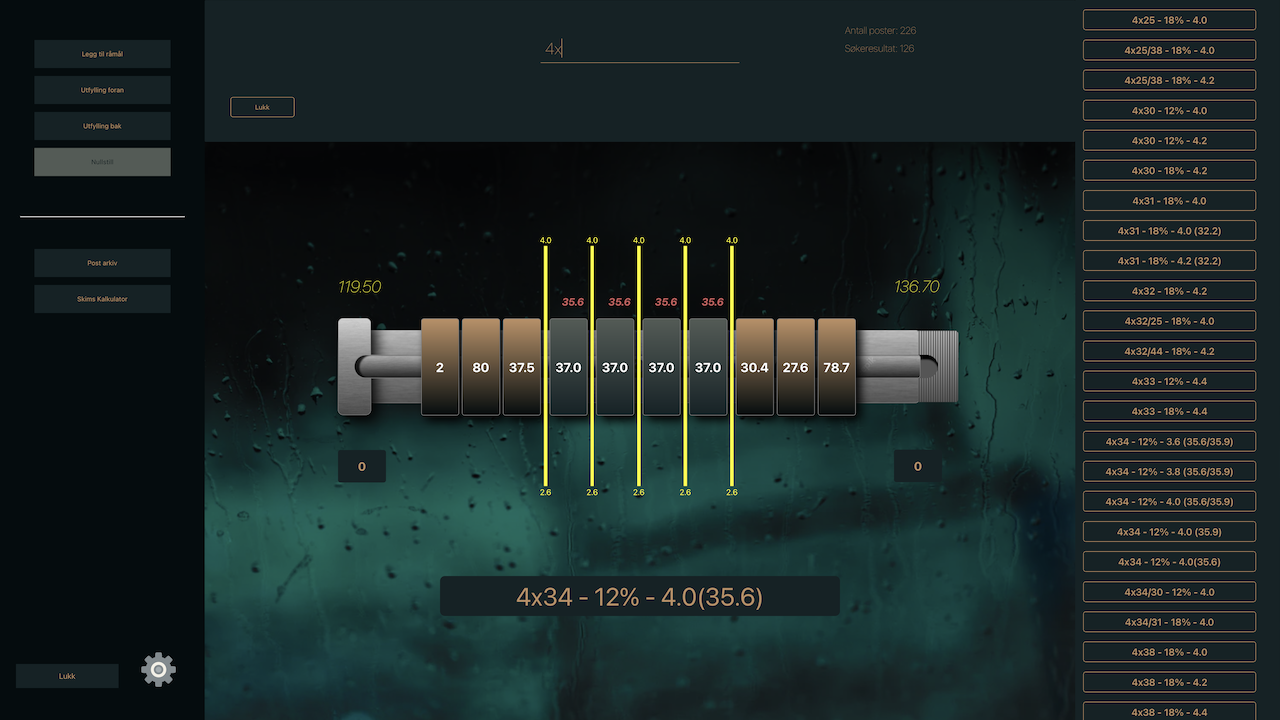 Legg til råmål
Utfylling foran
Utfylling bak
Nullstill
Post arkiv
Skims Kalkulator
Lukk
4x
Antall poster: 226
Søkeresultat: 126
Lukk
4.0 4.0 4.0 4.0 4.0
119.50
136.70
35.6 35.6 35.6 35.6
2 80 37.5 37.0 37.0 37.0 37.0 30.4 27.6 78.7
0
0
2.6 2.6 2.6 2.6 2.6
4x34 - 12% - 4.0(35.6)
4x25 - 18% - 4.0
4x25/38 - 18% - 4.0
4x25/38 - 18% - 4.2
4x30 - 12% - 4.0
4x30 - 12% - 4.2
4x30 - 18% - 4.2
4x31 - 18% - 4.0
4x31 - 18% - 4.0 (32.2)
4x31 - 18% - 4.2 (32.2)
4x32 - 18% - 4.2
4x32/25 - 18% - 4.0
4x32/44 - 18% - 4.2
4x33 - 12% - 4.4
4x33 - 18% - 4.4
4x34 - 12% - 3.6 (35.6/35.9)
4x34 - 12% - 3.8 (35.6/35.9)
4x34 - 12% - 4.0 (35.6/35.9)
4x34 - 12% - 4.0 (35.9)
4x34 - 12% - 4.0(35.6)
4x34/30 - 12% - 4.0
4x34/31 - 18% - 4.0
4x38 - 18% - 4.0
4x38 - 18% - 4.2
4x38 - 18% - 4.4